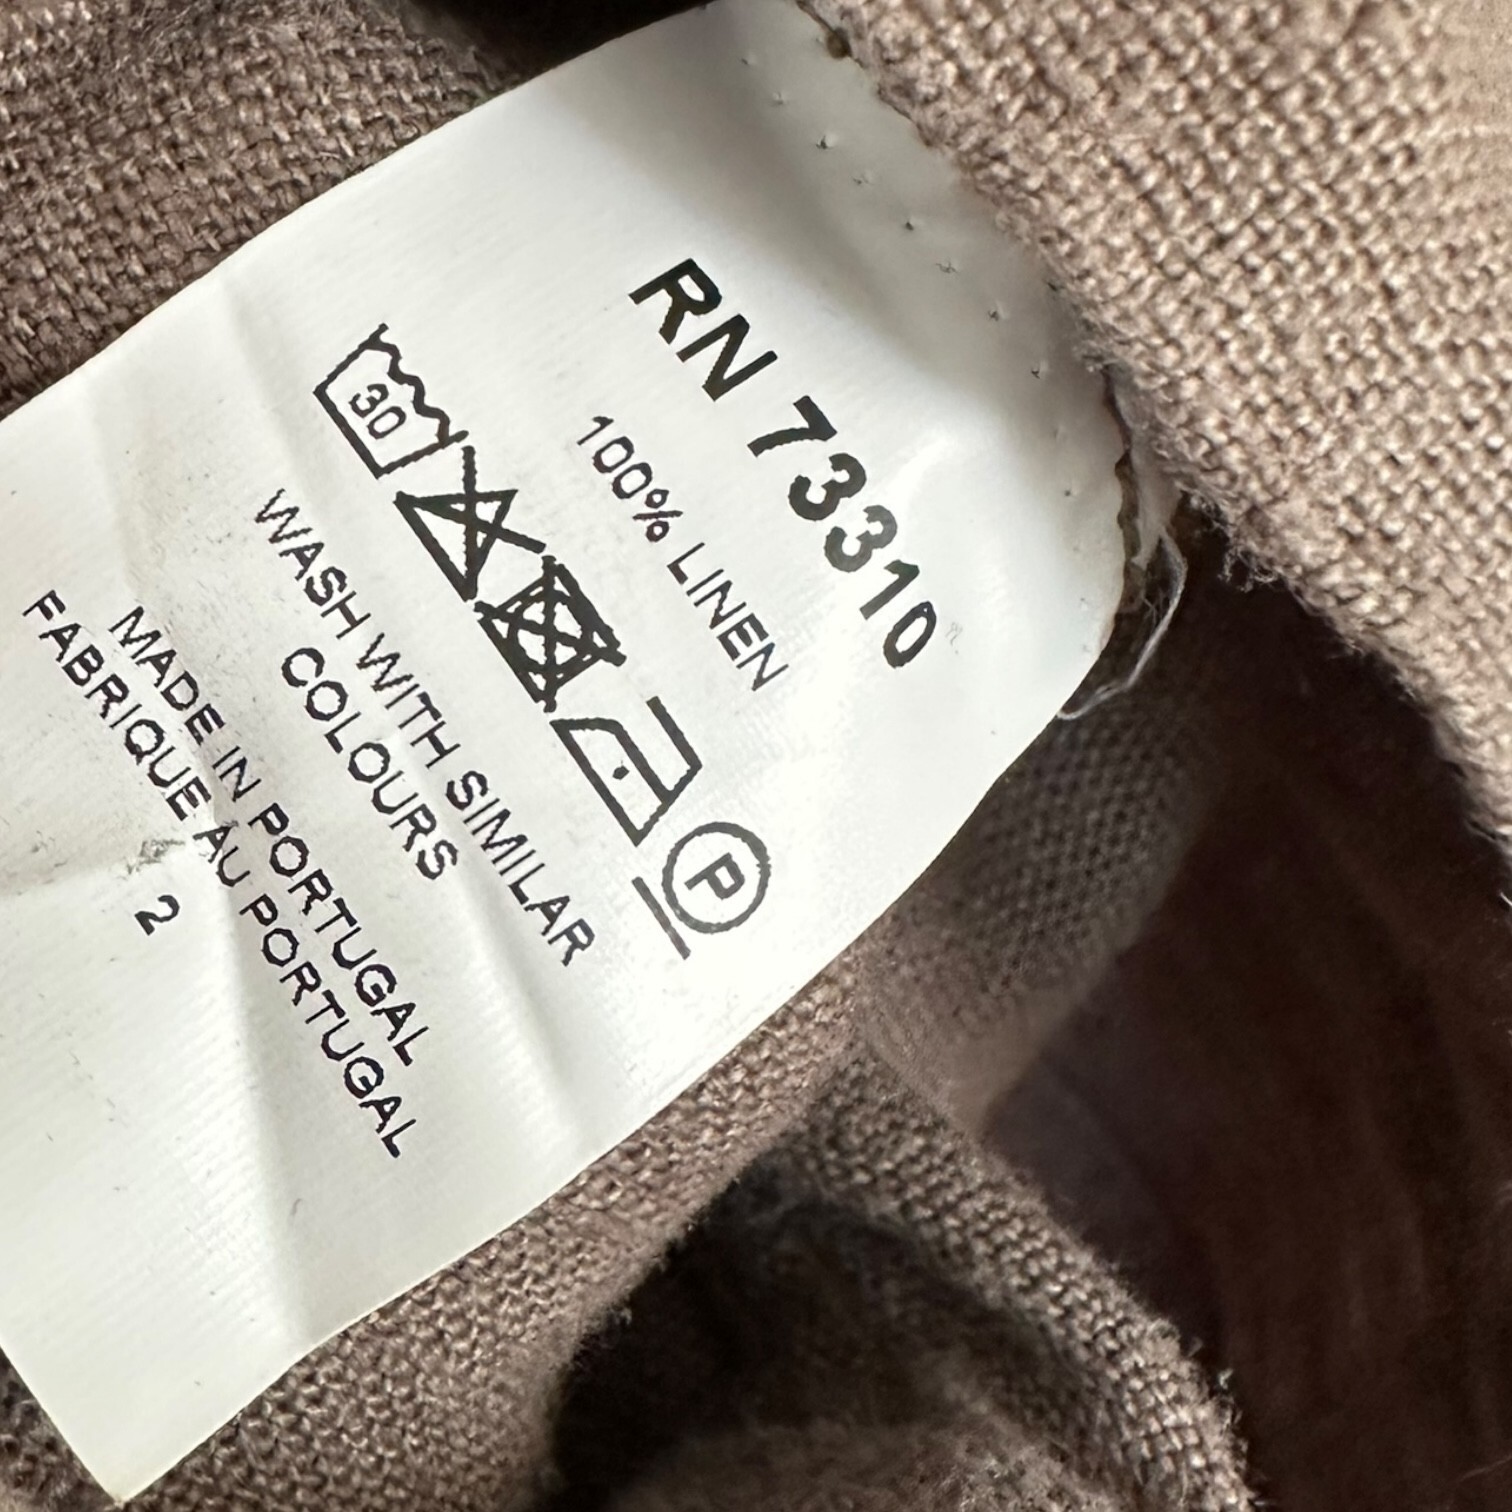 RN 73310
100% LINEN
30
P
WASH WITH SIMILAR
COLOURS
MADE IN PORTUGAL
FABRIQUE AU PORTUGAL
2